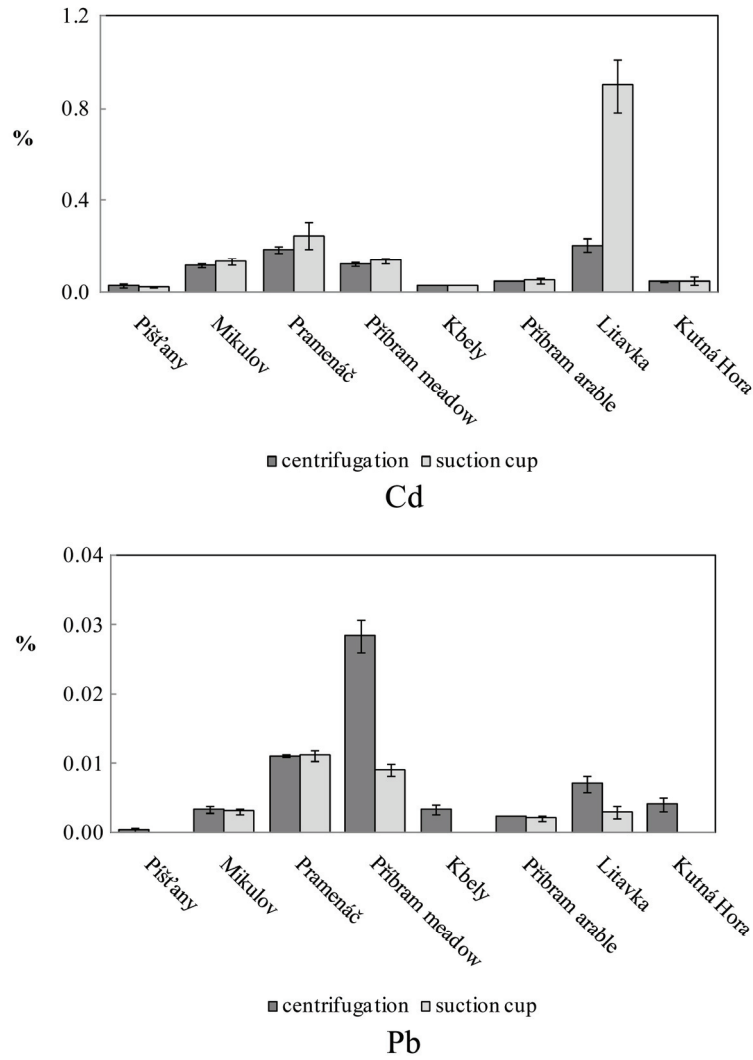 1.2
0.8
%
0.4
0.0
Píšťany
Mikulov
Pramenáč
Příbram meadow
Kbely
Příbram arable
Litavka
Kutná Hora
centrifugation suction cup
Cd
0.04
0.03
%
0.02
0.01
0.00
Píšťany
Mikulov
Pramenáč
Příbram meadow
Kbely
Příbram arable
Litavka
Kutná Hora
centrifugation suction cup
Pb